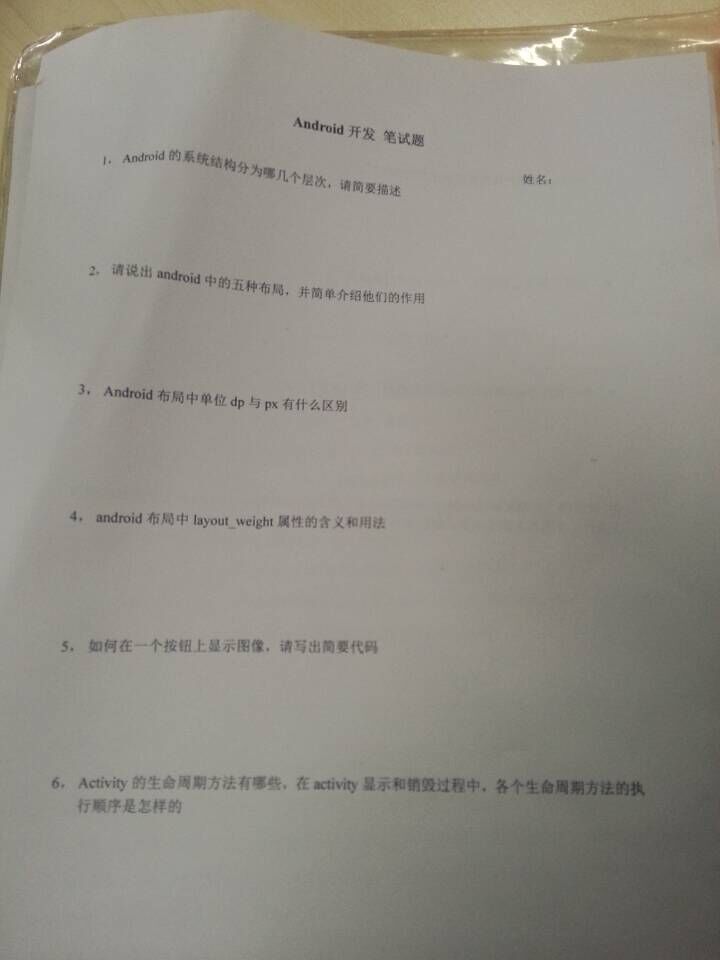 Android 开发 笔试题
姓名：
1， Android 的系统结构分为哪几个层次，请简要描述
2， 请说出 android 中的五种布局，并简单介绍他们的作用
3， Android 布局中单位 dp 与 px 有什么区别
4， android 布局中 layout_weight 属性的含义和用法
5， 如何在一个按钮上显示图像，请写出简要代码
6， Activity 的生命周期方法有哪些，在 activity 显示和销毁过程中，各个生命周期方法的执
行顺序是怎样的